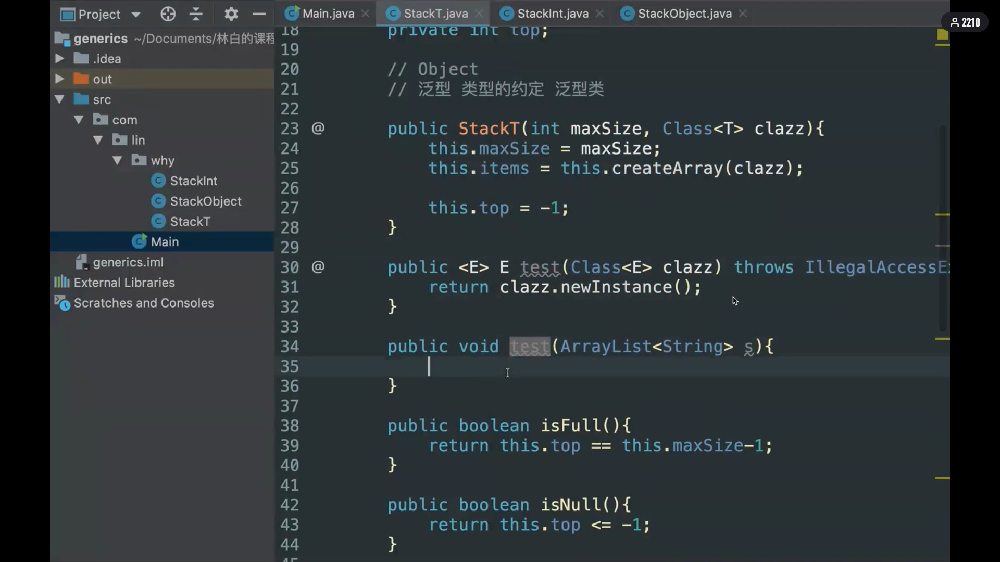 Project
Main.java
StackT.java
StackInt.java
StackObject.java
2210
generics ~/Documents/林白的课程
.idea
out
src
com
lin
why
StackInt
StackObject
StackT
Main
generics.iml
External Libraries
Scratches and Consoles
18 private int top;
19
20 // Object
21 // 泛型 类型的约定 泛型类
22
23 @ public StackT(int maxSize, Class<T> clazz){
24 this.maxSize = maxSize;
25 this.items = this.createArray(clazz);
26
27 this.top = -1;
28 }
29
30 @ public <E> E test(Class<E> clazz) throws IllegalAccessEx
31 return clazz.newInstance();
32 }
33
34 public void test(ArrayList<String> s){
35
36 }
37
38 public boolean isFull(){
39 return this.top == this.maxSize-1;
40 }
41
42 public boolean isNull(){
43 return this.top <= -1;
44 }